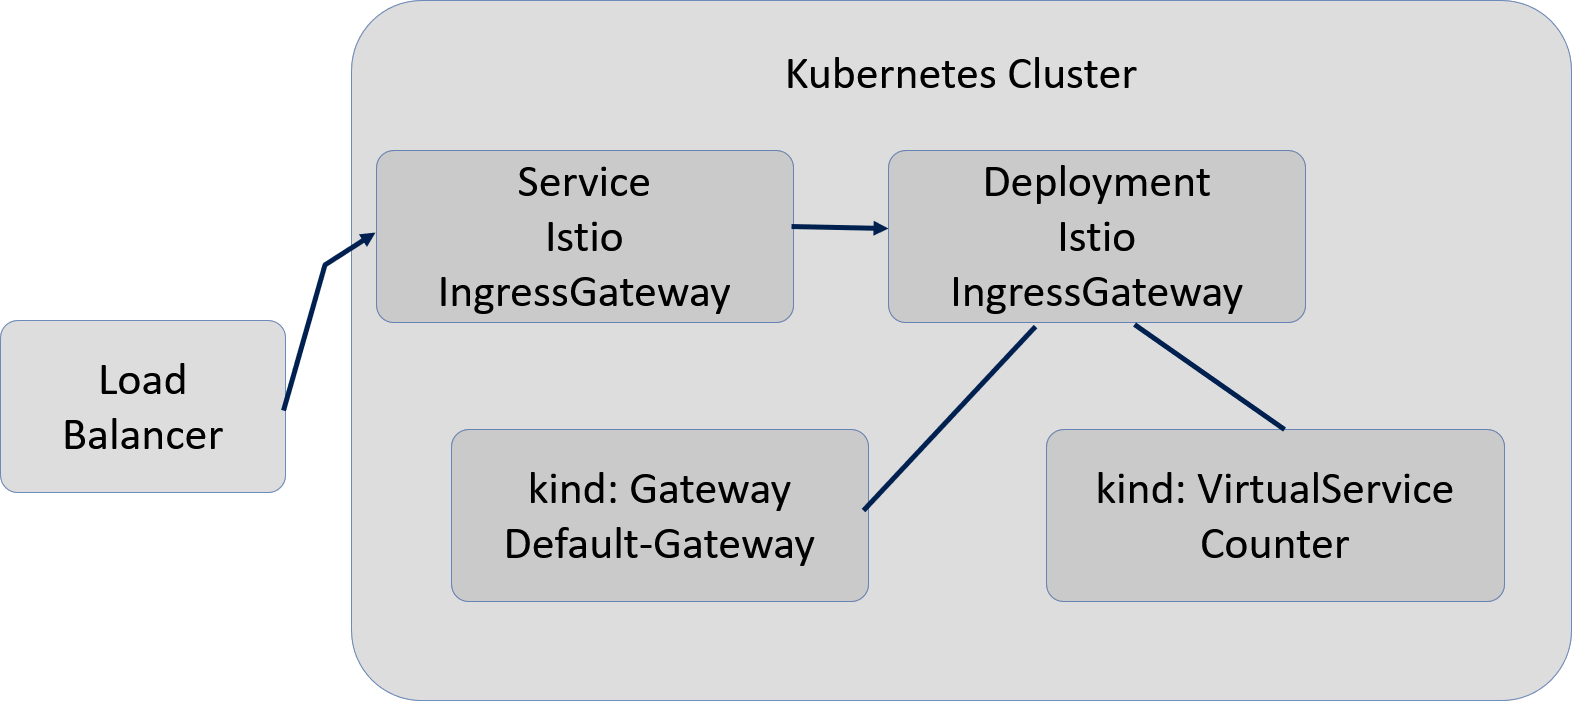 Kubernetes Cluster
Service
Istio
IngressGateway
Deployment
Istio
IngressGateway
Load
Balancer
kind: Gateway
Default-Gateway
kind: VirtualService
Counter